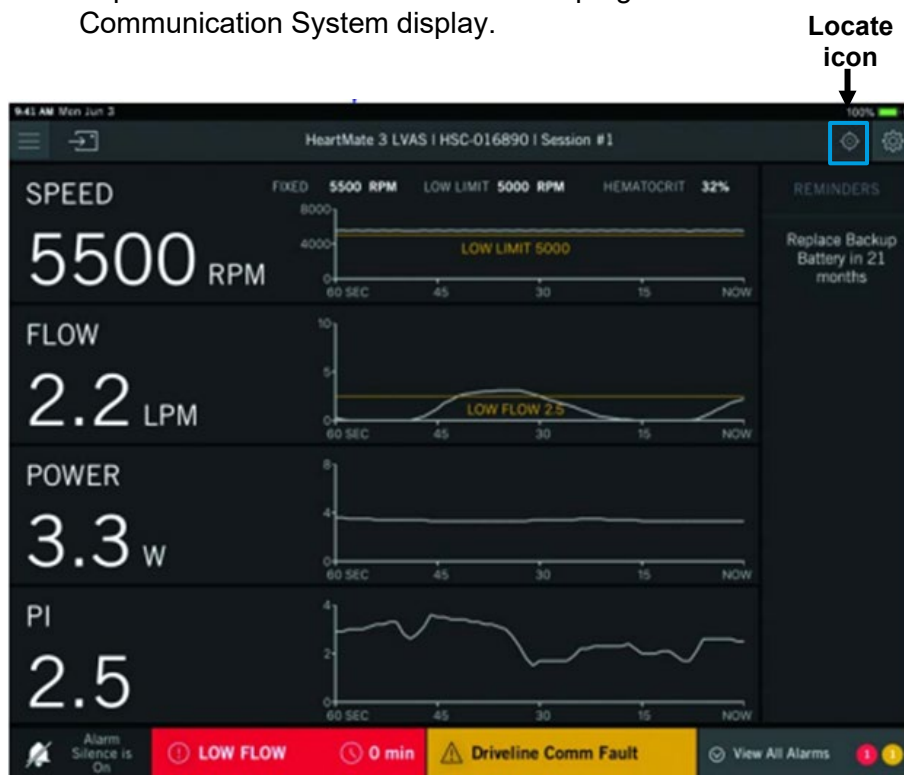 Communication System display.
Locate
icon
9:41 AM Mon Jun 3
100%
HeartMate 3 LVAS I HSC-016890 I Session #1
SPEED
5500 RPM
FIXED 5500 RPM LOW LIMIT 5000 RPM HEMATOCRIT 32%
8000
4000
0
LOW LIMIT 5000
60 SEC 45 30 15 NOW
REMINDERS
Replace Backup
Battery in 21
months
FLOW
2.2 LPM
10
5
0
LOW FLOW 2.5
60 SEC 45 30 15 NOW
POWER
3.3 W
8
4
0
60 SEC 45 30 15 NOW
PI
2.5
4
2
0
60 SEC 45 30 15 NOW
Alarm
Silence is
On
LOW FLOW 0 min
Driveline Comm Fault
View All Alarms 1 1